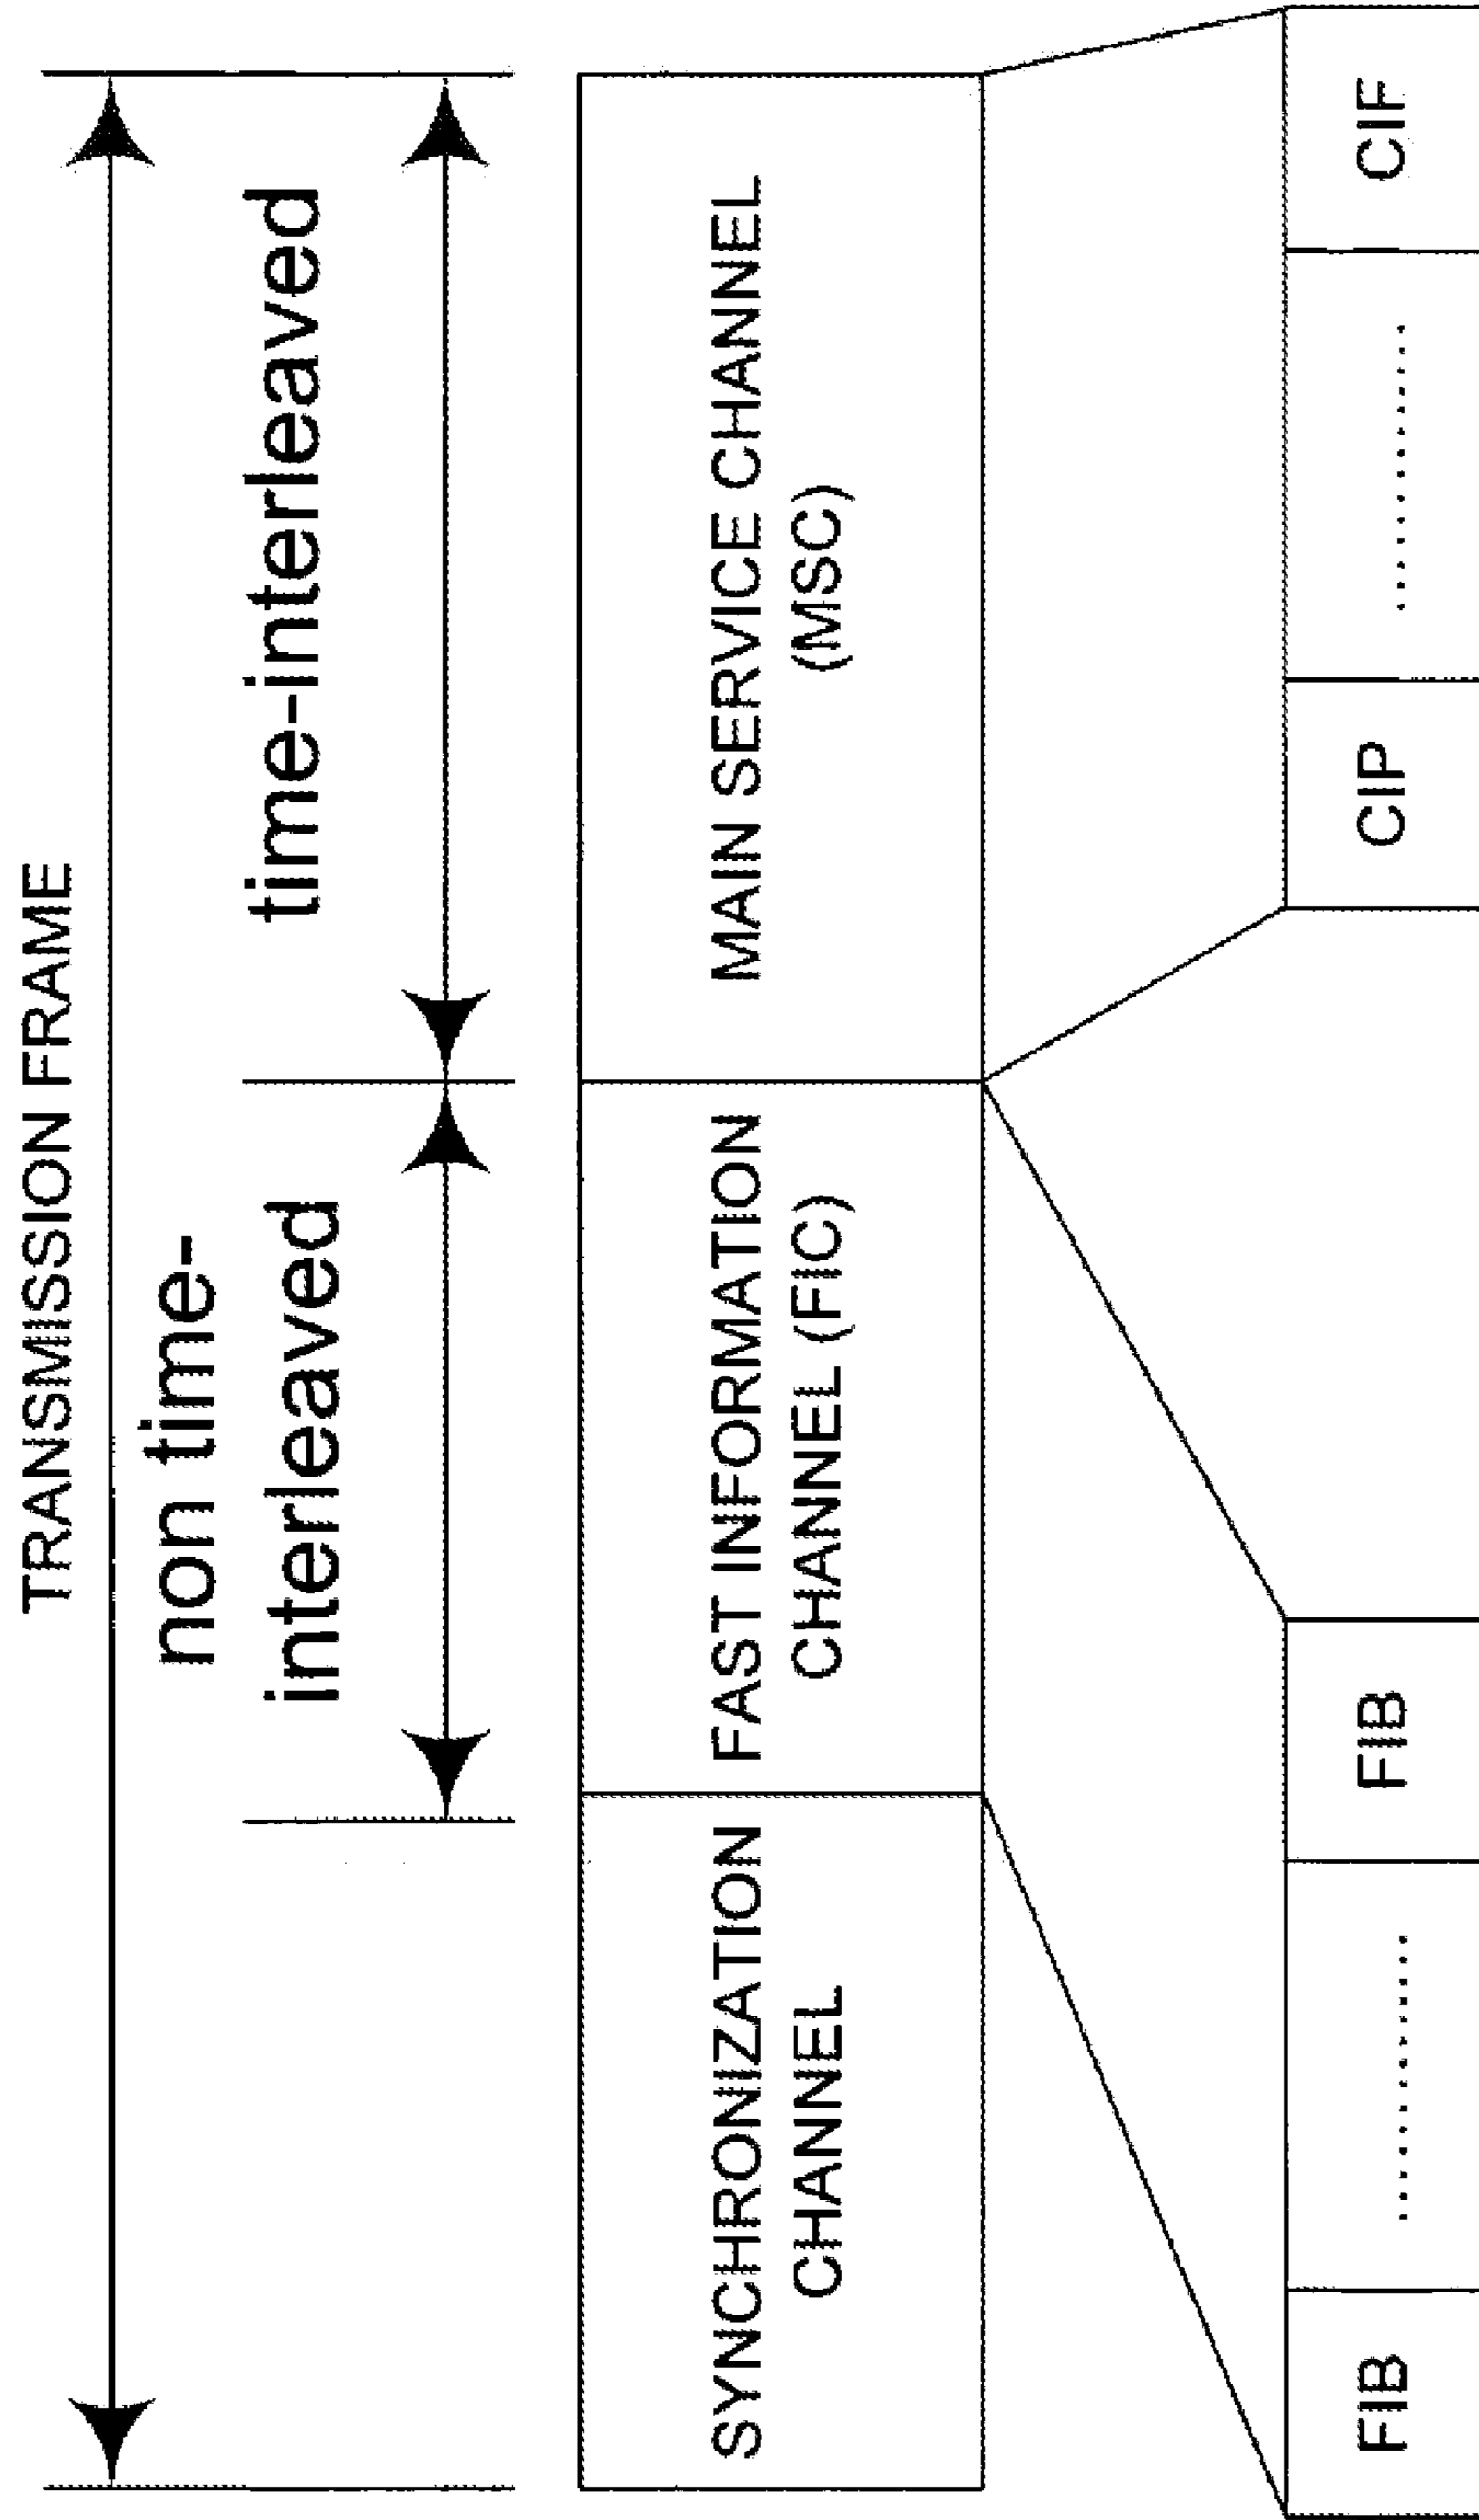 TRANSMISSION FRAME
non time-
interleaved
time-interleaved
SYNCHRONIZATION
CHANNEL
FAST INFORMATION
CHANNEL (FIC)
MAIN SERVICE CHANNEL
(MSC)
FIB
..........
FIB
CIP
..........
CIF